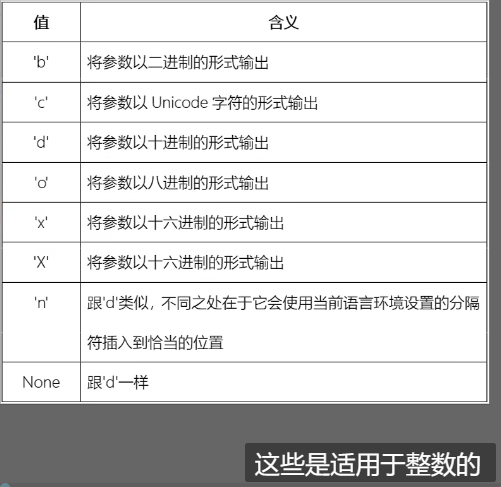 值 含义
'b' 将参数以二进制的形式输出
'c' 将参数以 Unicode 字符的形式输出
'd' 将参数以十进制的形式输出
'o' 将参数以八进制的形式输出
'x' 将参数以十六进制的形式输出
'X' 将参数以十六进制的形式输出
'n' 跟'd'类似，不同之处在于它会使用当前语言环境设置的分隔
符插入到恰当的位置
None 跟'd'一样
这些是适用于整数的